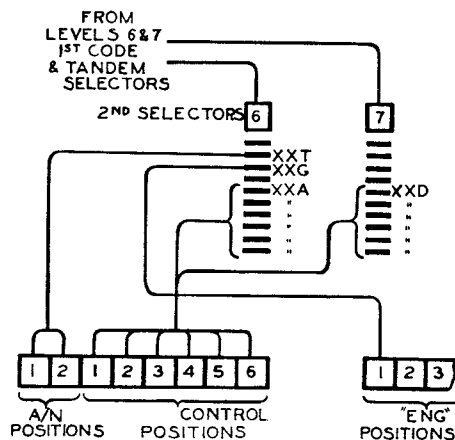 FROM
LEVELS 6&7
1ST CODE
& TANDEM
SELECTORS
2ND SELECTORS 6 7
XXT
XXG
XXA XXD
" "
" "
" "
" "
" "
1 2 1 2 3 4 5 6 1 2 3
A/N POSITIONS
CONTROL POSITIONS
"ENG" POSITIONS